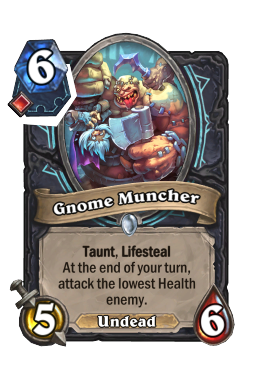 6
Gnome Muncher
Taunt, Lifesteal
At the end of your turn,
attack the lowest Health
enemy.
5
Undead
6